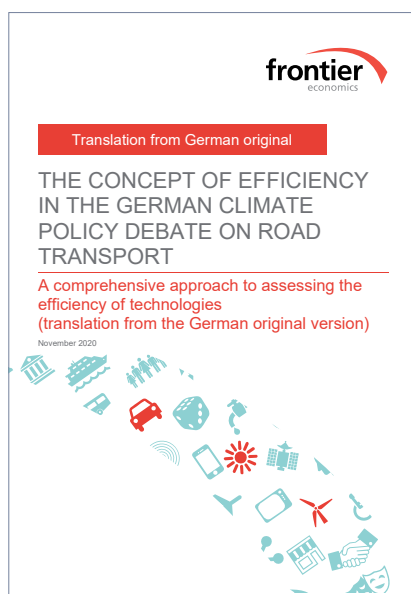 frontier
economics
Translation from German original
THE CONCEPT OF EFFICIENCY
IN THE GERMAN CLIMATE
POLICY DEBATE ON ROAD
TRANSPORT
A comprehensive approach to assessing the
efficiency of technologies
(translation from the German original version)
November 2020